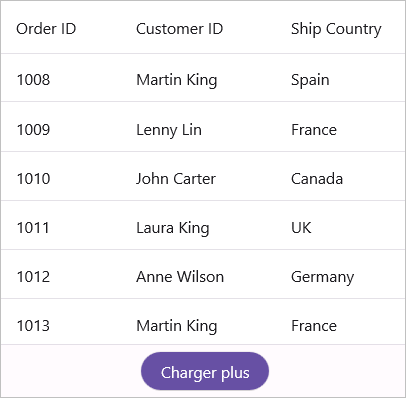 Order ID Customer ID Ship Country
1008 Martin King Spain
1009 Lenny Lin France
1010 John Carter Canada
1011 Laura King UK
1012 Anne Wilson Germany
1013 Martin King France
Charger plus